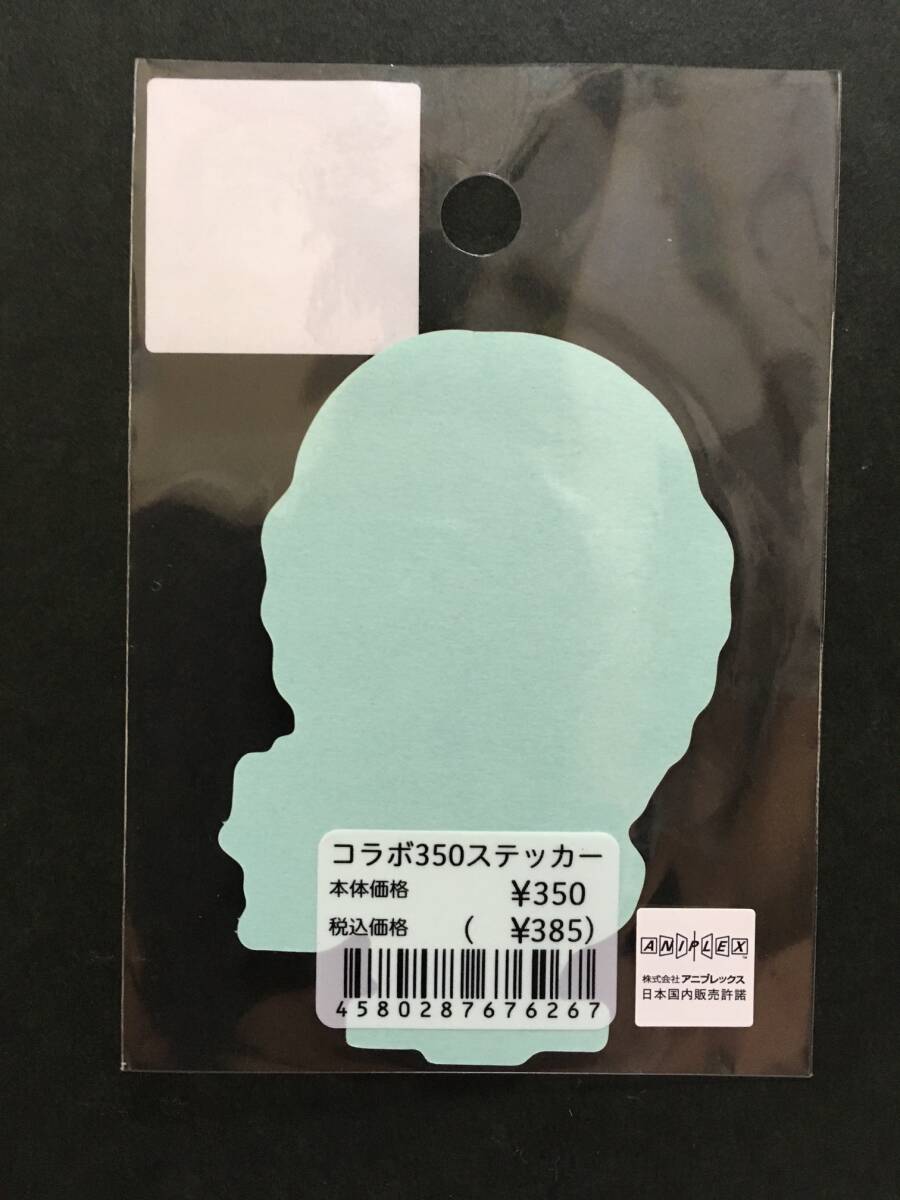 コラボ350ステッカー
本体価格 ¥350
税込価格 ( ¥385)
4580287676267
ANIPLEX™
株式会社アニプレックス
日本国内販売許諾